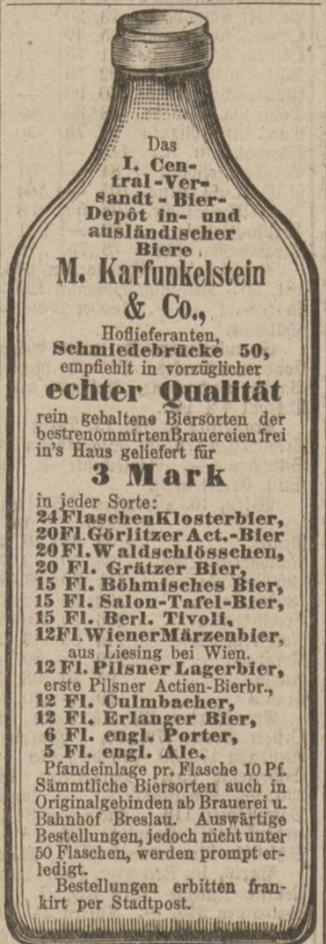 Das
I. Cen-
tral-Ver-
sandt-Bier-
Depôt in- und
ausländischer
Biere
M. Karfunkelstein
& Co.,
Hoflieferanten,
Schmiedebrücke 50,
empfiehlt in vorzüglicher
echter Qualität
rein gehaltene Biersorten der
bestrenommirten Brauereien frei
in's Haus geliefert für
3 Mark
in jeder Sorte:
24 Flaschen Klosterbier,
20 Fl. Görlitzer Act.-Bier
20 Fl. Waldschlösschen,
20 Fl. Grätzer Bier,
15 Fl. Böhmisches Bier,
15 Fl. Salon-Tafel-Bier,
15 Fl. Berl. Tivoli,
12 Fl. Wiener Märzenbier,
aus Liesing bei Wien.
12 Fl. Pilsner Lagerbier,
erste Pilsner Actien-Bierbr.,
12 Fl. Culmbacher,
12 Fl. Erlanger Bier,
6 Fl. engl. Porter,
5 Fl. engl. Ale.
Pfandeinlage pr. Flasche 10 Pf.
Sämmtliche Biersorten auch in
Originalgebinden ab Brauerei u.
Bahnhof Breslau. Auswärtige
Bestellungen, jedoch nicht unter
50 Flaschen, werden prompt er-
ledigt.
Bestellungen erbitten fran-
kirt per Stadtpost.